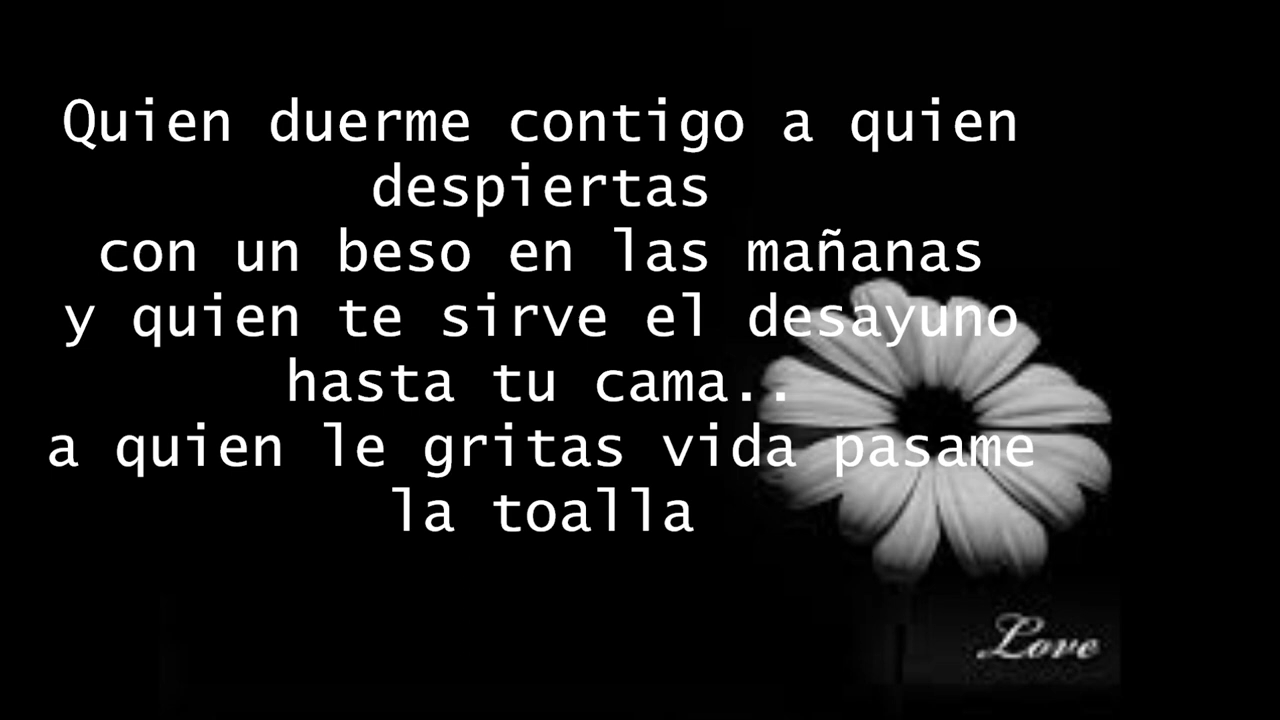 Quien duerme contigo a quien
despiertas
con un beso en las mañanas
y quien te sirve el desayuno
hasta tu cama..
a quien le gritas vida pasame
la toalla
Love